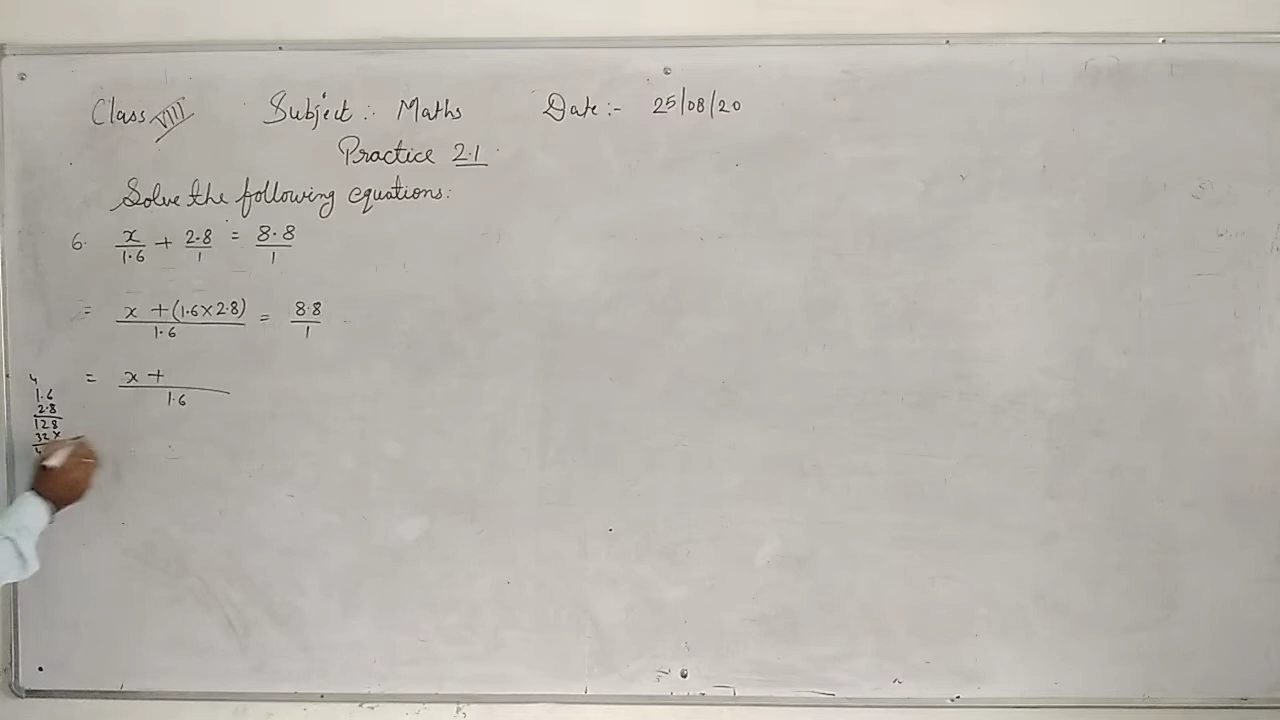 Class VIII Subject :. Maths Date :- 25/08/20
Practice 2.1
Solve the following equations:
6. x/1.6 + 2.8/1 = 8.8/1
= x + (1.6×2.8)/1.6 = 8.8/1
= x + /1.6
4
1.6
2.8
128
32×
4